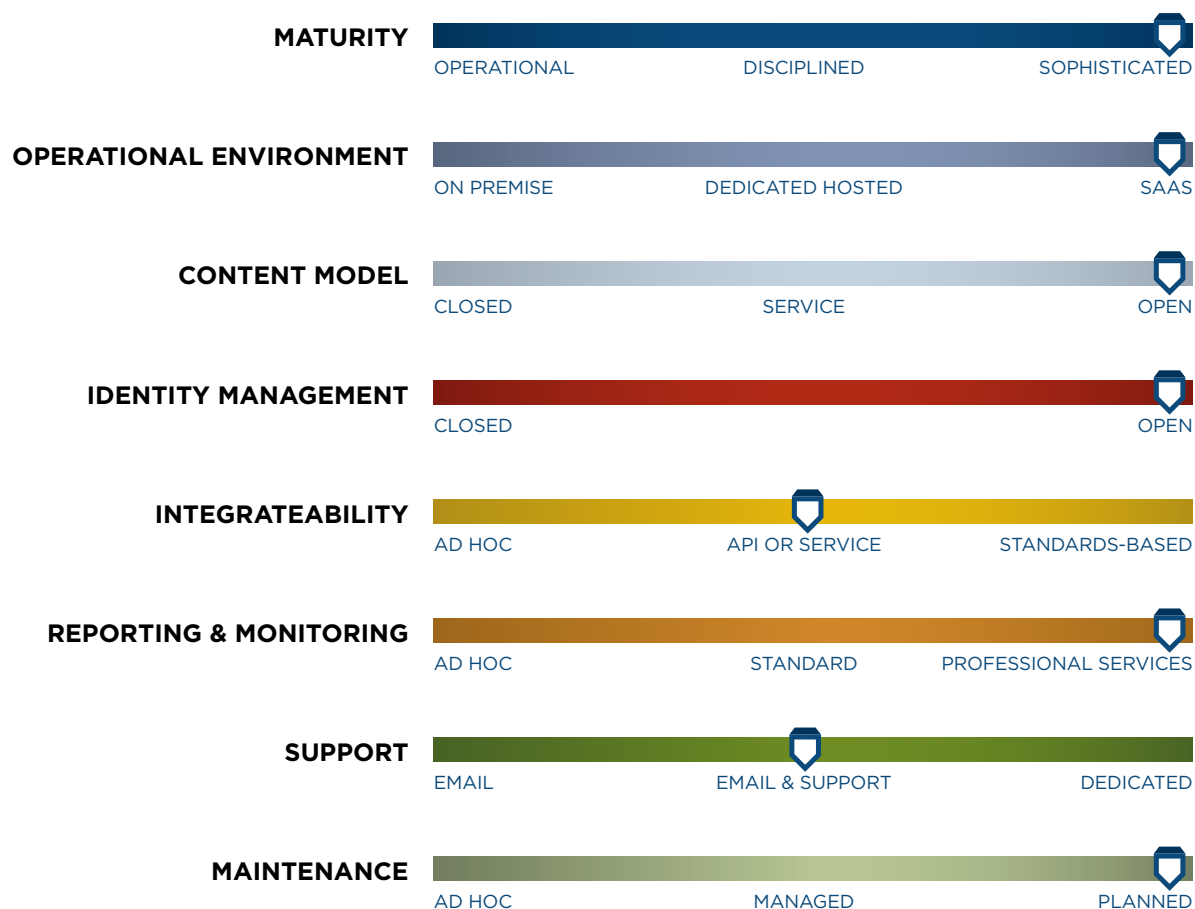 MATURITY
OPERATIONAL DISCIPLINED SOPHISTICATED
OPERATIONAL ENVIRONMENT
ON PREMISE DEDICATED HOSTED SAAS
CONTENT MODEL
CLOSED SERVICE OPEN
IDENTITY MANAGEMENT
CLOSED OPEN
INTEGRATEABILITY
AD HOC API OR SERVICE STANDARDS-BASED
REPORTING & MONITORING
AD HOC STANDARD PROFESSIONAL SERVICES
SUPPORT
EMAIL EMAIL & SUPPORT DEDICATED
MAINTENANCE
AD HOC MANAGED PLANNED